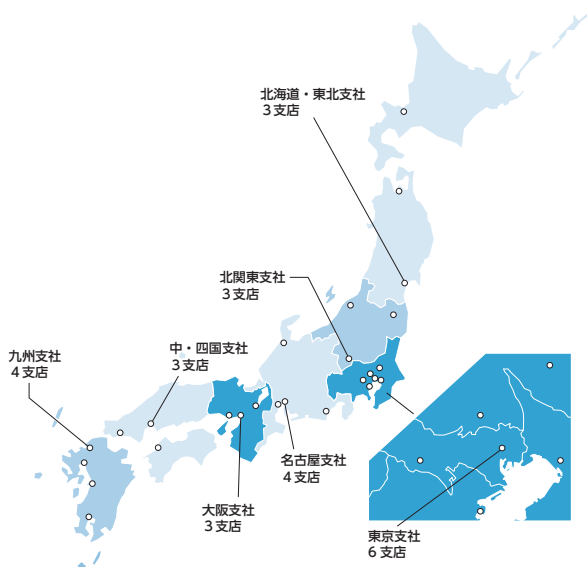 北海道・東北支社
3支店
北関東支社
3支店
中・四国支社
3支店
九州支社
4支店
名古屋支社
4支店
大阪支社
3支店
東京支社
6支店